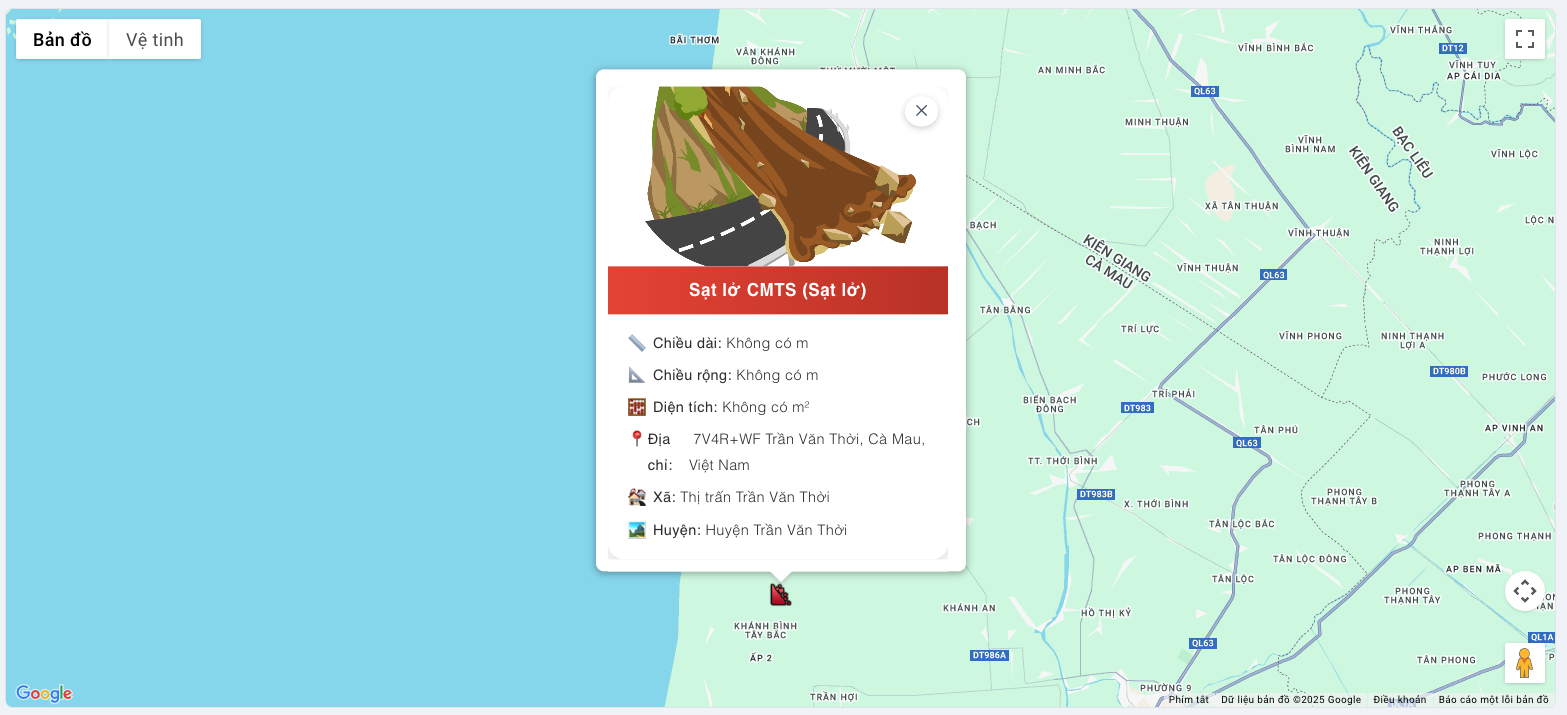 Bản đồ
Vệ tinh
BÃI THƠM
VÂN KHÁNH
ĐÔNG
AN MINH BẮC
VĨNH BÌNH BẮC
VĨNH THẮNG
DT12
VĨNH TUY
AP CÁI DIA
QL63
MINH THUẬN
VĨNH
BÌNH NAM
BẠC LIÊU
KIÊN GIANG
VĨNH LỘC
XÃ TÂN THUẬN
BẠCH
LỘC N
VĨNH THUẬN
NINH
THẠNH LỢI
KIÊN GIANG
CÀ MAU
VĨNH THUẬN
QL63
Sạt lở CMTS (Sạt lở)
TÂN BẰNG
TRÍ LỰC
VĨNH PHONG
NINH THẠNH
LỢI A
Chiều dài: Không có m
Chiều rộng: Không có m
Diện tích: Không có m²
Địa chỉ: 7V4R+WF Trần Văn Thời, Cà Mau,
Việt Nam
Xã: Thị trấn Trần Văn Thời
Huyện: Huyện Trần Văn Thời
DT980B
PHƯỚC LONG
TRÍ PHẢI
BIỂN BẠCH
ĐÔNG
DT983
CH
TÂN PHÚ
AP VINH AN
QL63
TT. THỚI BÌNH
DT983B
X. THỚI BÌNH
PHONG
THẠNH TÂY B
PHONG
THẠNH TÂY A
TÂN LỘC BẮC
PHONG THẠNH
TÂN LỘC ĐÔNG
AP BEN MÃ
TÂN LỘC
PHONG
THẠNH TÂY
KHÁNH AN
HỒ THỊ KỶ
KHÁNH BÌNH
TÂY BẮC
ẤP 2
QL63
QL1A
DT986A
TÂN PHONG
PHƯỜNG 9
TRẦN HỢI
Google
Phím tắt
Dữ liệu bản đồ ©2025 Google
Điều khoản
Báo cáo một lỗi bản đồ